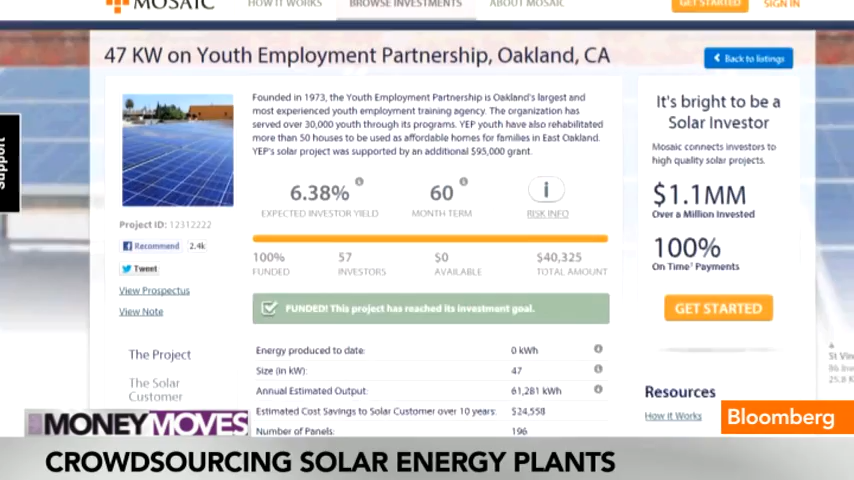 MOSAIC
HOW IT WORKS
BROWSE INVESTMENTS
ABOUT MOSAIC
GET STARTED
SIGN IN
47 KW on Youth Employment Partnership, Oakland, CA
Back to listings
Founded in 1973, the Youth Employment Partnership is Oakland's largest and
most experienced youth employment training agency. The organization has
served over 30,000 youth through its programs. YEP youth have also rehabilitated
more than 50 houses to be used as affordable homes for families in East Oakland.
YEP's solar project was supported by an additional $95,000 grant.
6.38%
EXPECTED INVESTOR YIELD
60
MONTH TERM
i
RISK INFO
Project ID: 12312222
Recommend 2.4k
Tweet
View Prospectus
View Note
100%
FUNDED
57
INVESTORS
$0
AVAILABLE
$40,325
TOTAL AMOUNT
FUNDED! This project has reached its investment goal.
The Project
The Solar
Customer
Energy produced to date: 0 kWh
Size (in kW): 47
Annual Estimated Output: 61,281 kWh
Estimated Cost Savings to Solar Customer over 10 years: $24,558
Number of Panels: 196
It's bright to be a
Solar Investor
Mosaic connects investors to
high quality solar projects.
$1.1MM
Over a Million Invested
100%
On Time¹ Payments
GET STARTED
Resources
How it Works
Support
St Vin
25.8 K
MONEYMOVES
Bloomberg
CROWDSOURCING SOLAR ENERGY PLANTS